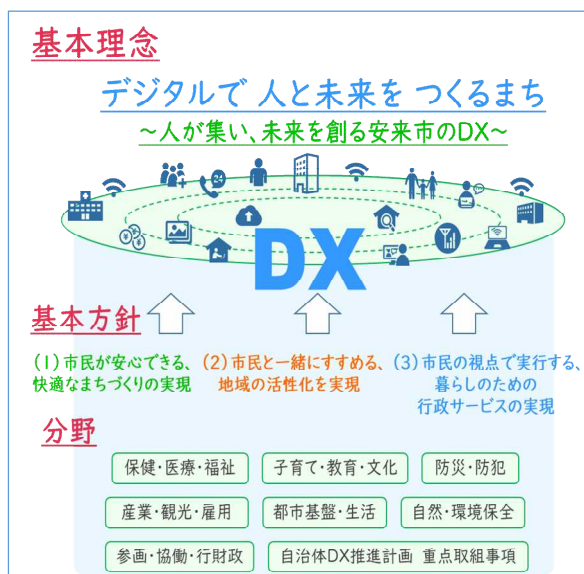 基本理念
デジタルで 人と未来を つくるまち
～人が集い、未来を創る安来市のDX～
24
DX
基本方針
(1)市民が安心できる、
快適なまちづくりの実現
(2)市民と一緒にすすめる、
地域の活性化を実現
(3)市民の視点で実行する、
暮らしのための
行政サービスの実現
分野
保健・医療・福祉
子育て・教育・文化
防災・防犯
産業・観光・雇用
都市基盤・生活
自然・環境保全
参画・協働・行財政
自治体DX推進計画 重点取組事項